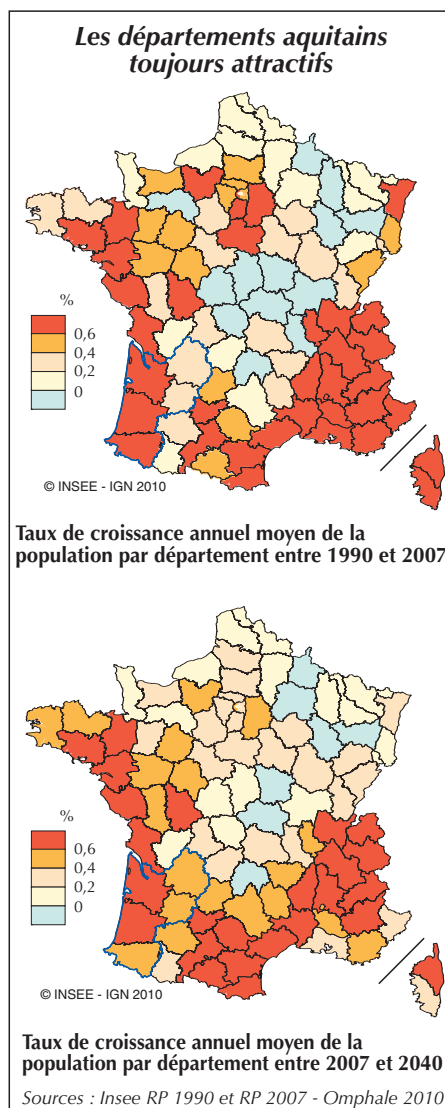 Les départements aquitains
toujours attractifs
%
0,6
0,4
0,2
0
© INSEE - IGN 2010
Taux de croissance annuel moyen de la
population par département entre 1990 et 2007
%
0,6
0,4
0,2
0
© INSEE - IGN 2010
Taux de croissance annuel moyen de la
population par département entre 2007 et 2040
Sources : Insee RP 1990 et RP 2007 - Omphale 2010